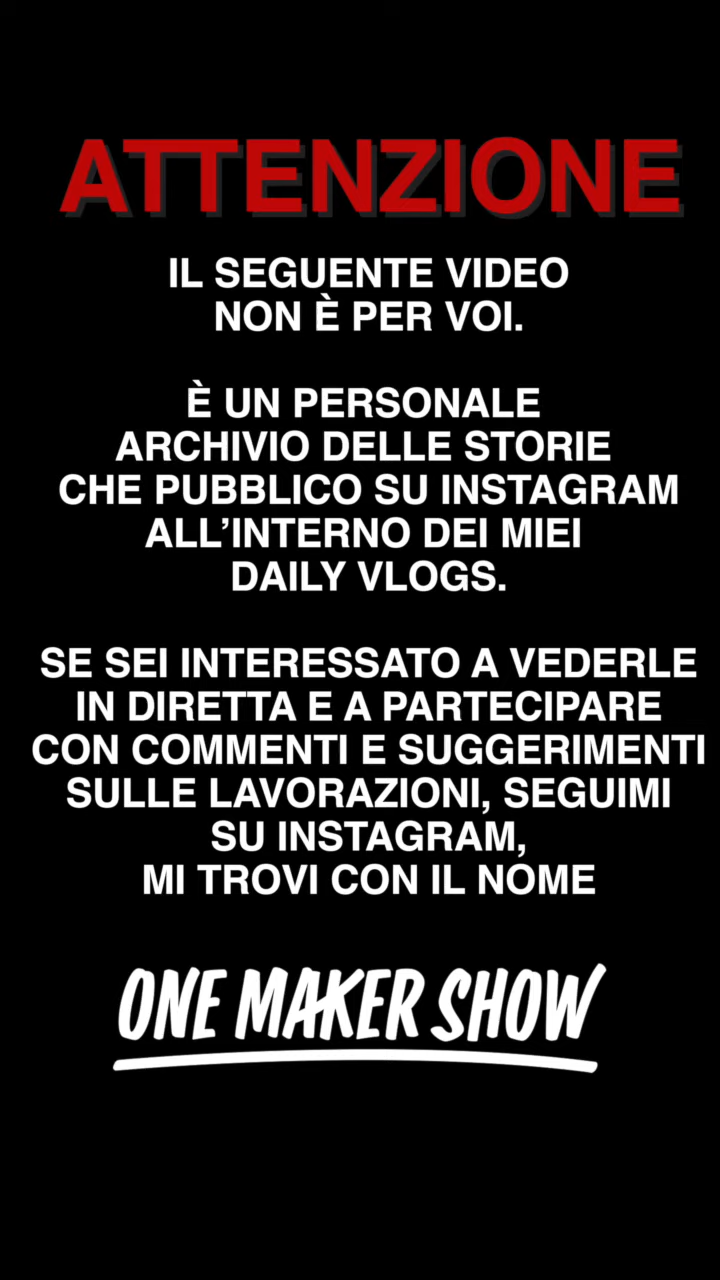 ATTENZIONE
IL SEGUENTE VIDEO
NON È PER VOI.
È UN PERSONALE
ARCHIVIO DELLE STORIE
CHE PUBBLICO SU INSTAGRAM
ALL’INTERNO DEI MIEI
DAILY VLOGS.
SE SEI INTERESSATO A VEDERLE
IN DIRETTA E A PARTECIPARE
CON COMMENTI E SUGGERIMENTI
SULLE LAVORAZIONI, SEGUIMI
SU INSTAGRAM,
MI TROVI CON IL NOME
ONE MAKER SHOW